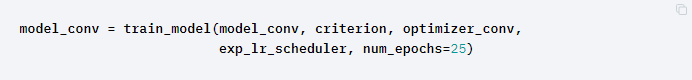 model_conv = train_model(model_conv, criterion, optimizer_conv,
                         exp_lr_scheduler, num_epochs=25)